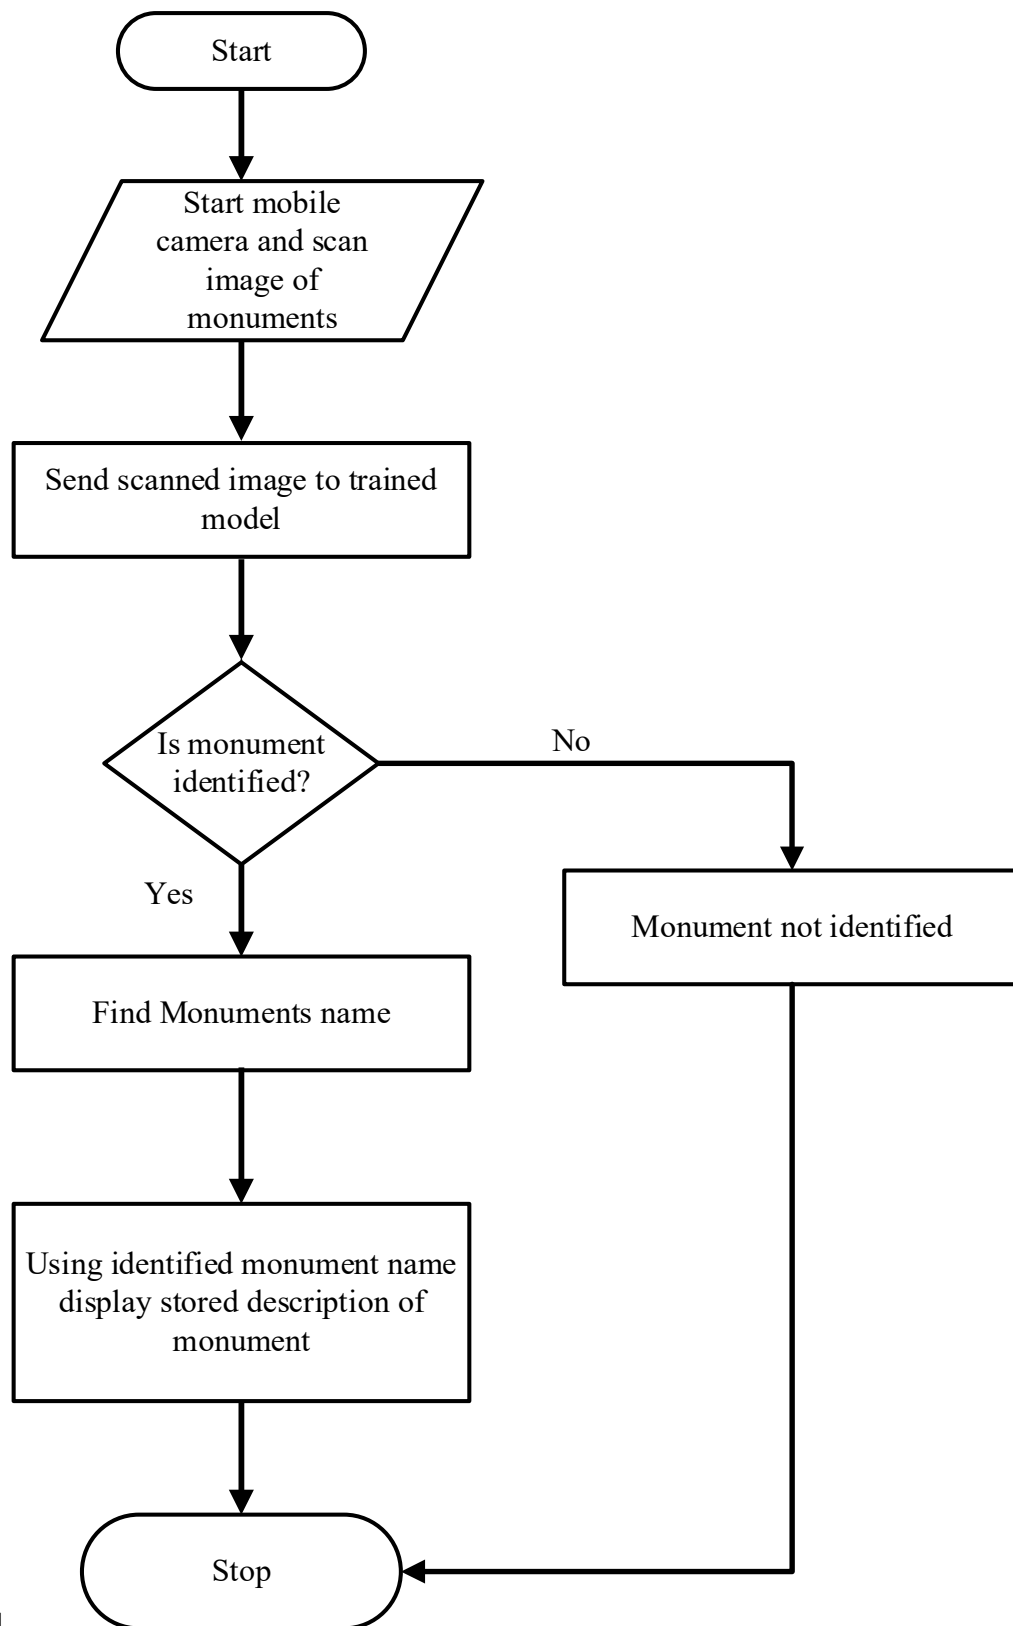 Start
Start mobile
camera and scan
image of
monuments
Send scanned image to trained
model
Is monument
identified?
No
Yes
Monument not identified
Find Monuments name
Using identified monument name
display stored description of
monument
Stop